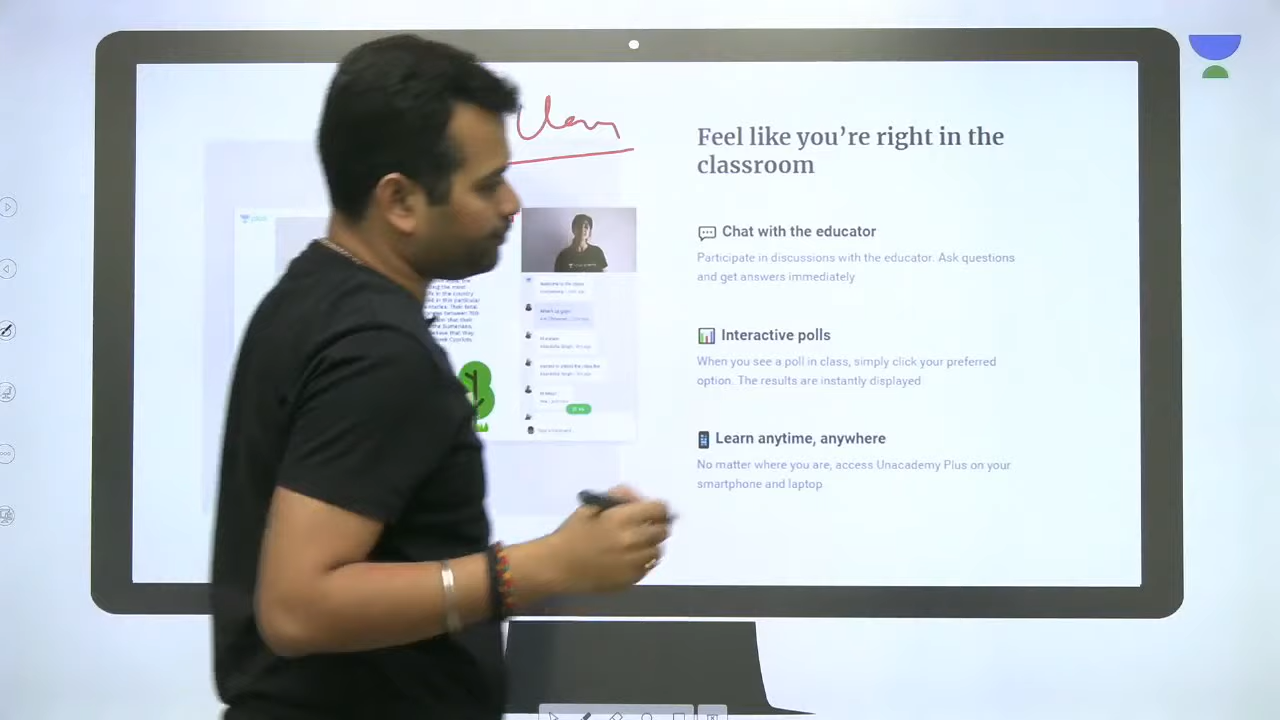 Feel like you're right in the
classroom
Chat with the educator
Participate in discussions with the educator. Ask questions
and get answers immediately
Interactive polls
When you see a poll in class, simply click your preferred
option. The results are instantly displayed
Learn anytime, anywhere
No matter where you are, access Unacademy Plus on your
smartphone and laptop